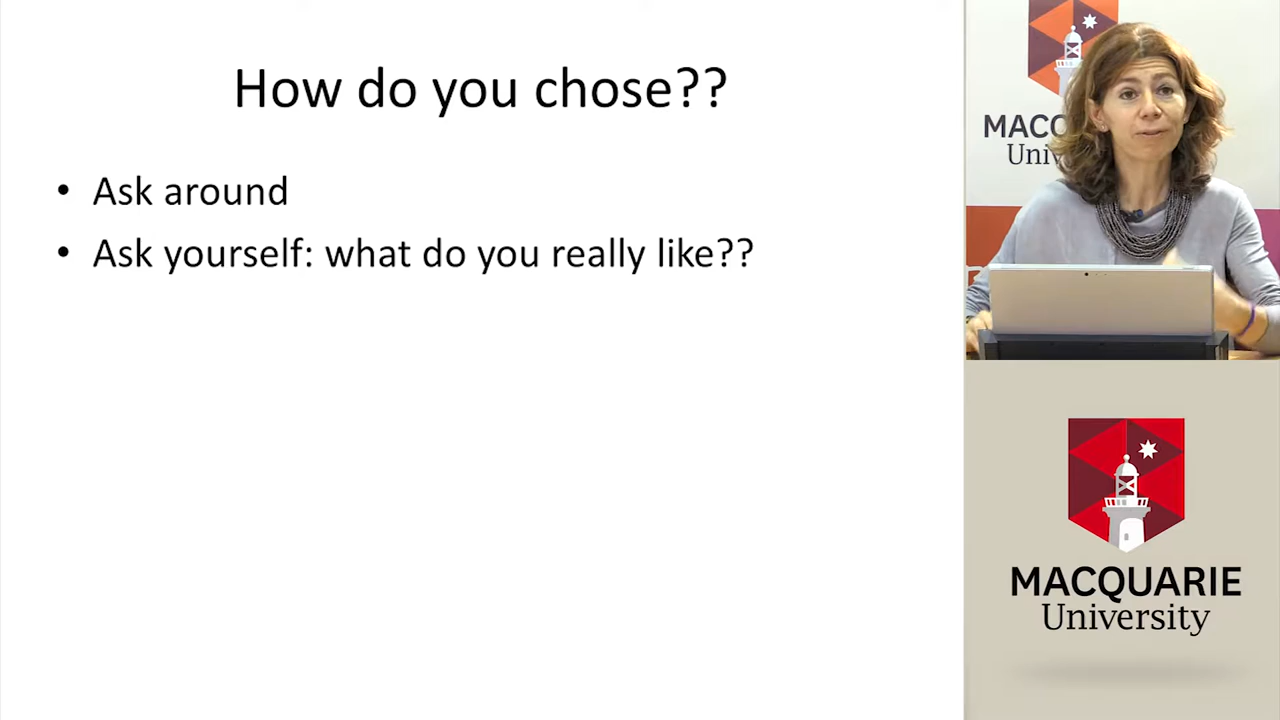 How do you chose??
• Ask around
• Ask yourself: what do you really like??
MACQUARIE
University